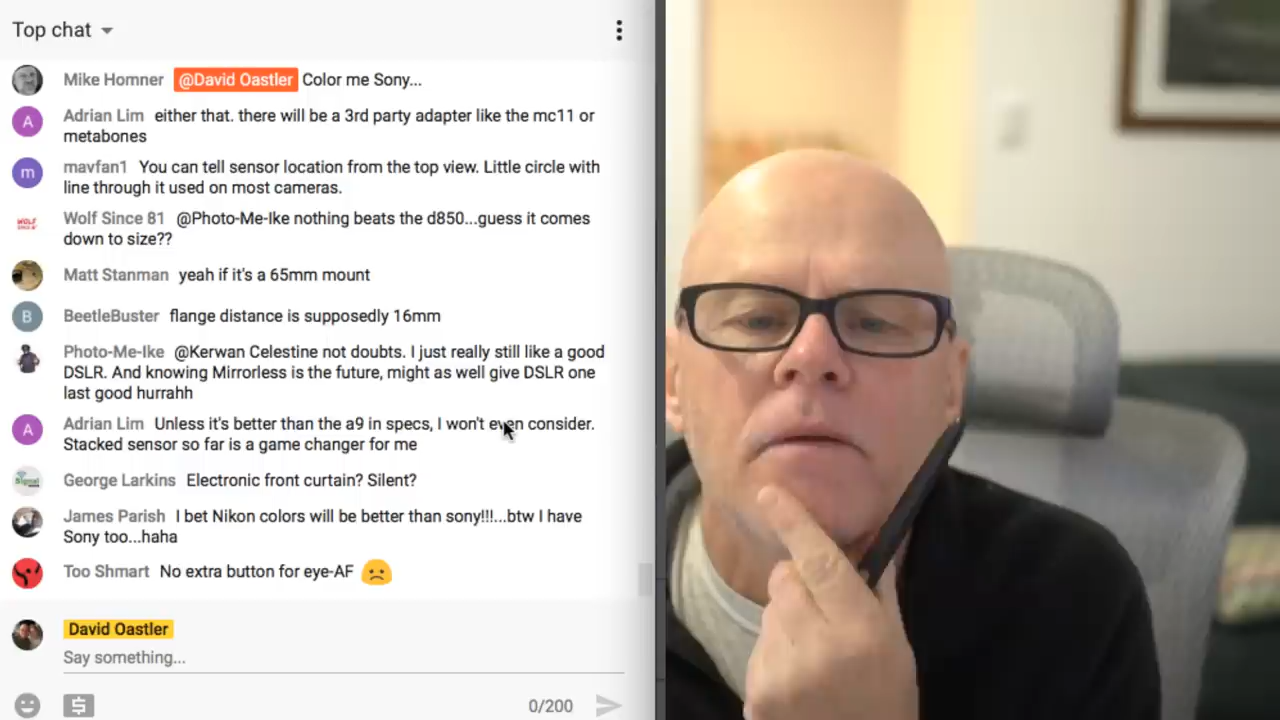 Top chat
Mike Homner @David Oastler Color me Sony...
Adrian Lim either that. there will be a 3rd party adapter like the mc11 or
metabones
mavfan1 You can tell sensor location from the top view. Little circle with
line through it used on most cameras.
Wolf Since 81 @Photo-Me-Ike nothing beats the d850...guess it comes
down to size??
Matt Stanman yeah if it's a 65mm mount
BeetleBuster flange distance is supposedly 16mm
Photo-Me-Ike @Kerwan Celestine not doubts. I just really still like a good
DSLR. And knowing Mirrorless is the future, might as well give DSLR one
last good hurrahh
Adrian Lim Unless it's better than the a9 in specs, I won't even consider.
Stacked sensor so far is a game changer for me
George Larkins Electronic front curtain? Silent?
James Parish I bet Nikon colors will be better than sony!!!...btw I have
Sony too...haha
Too Shmart No extra button for eye-AF
David Oastler
Say something...
0/200